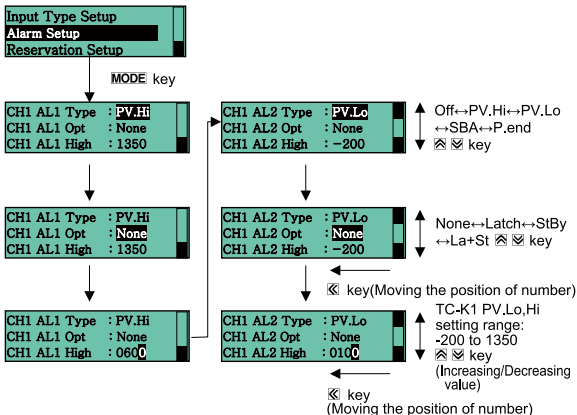 Input Type Setup
Alarm Setup
Reservation Setup
MODE key
CH1 AL1 Type : PV.Hi
CH1 AL1 Opt : None
CH1 AL1 High : 1350
CH1 AL2 Type : PV.Lo
CH1 AL2 Opt : None
CH1 AL2 High : -200
Off↔PV.Hi↔PV.Lo
↔SBA↔P.end
key
CH1 AL1 Type : PV.Hi
CH1 AL1 Opt : None
CH1 AL1 High : 1350
CH1 AL2 Type : PV.Lo
CH1 AL2 Opt : None
CH1 AL2 High : -200
None↔Latch↔StBy
↔La+St key
key(Moving the position of number)
CH1 AL1 Type : PV.Hi
CH1 AL1 Opt : None
CH1 AL1 High : 0600
CH1 AL2 Type : PV.Lo
CH1 AL2 Opt : None
CH1 AL2 High : 0100
TC-K1 PV.Lo,Hi
setting range:
-200 to 1350
key
(Increasing/Decreasing
value)
key
(Moving the position of number)